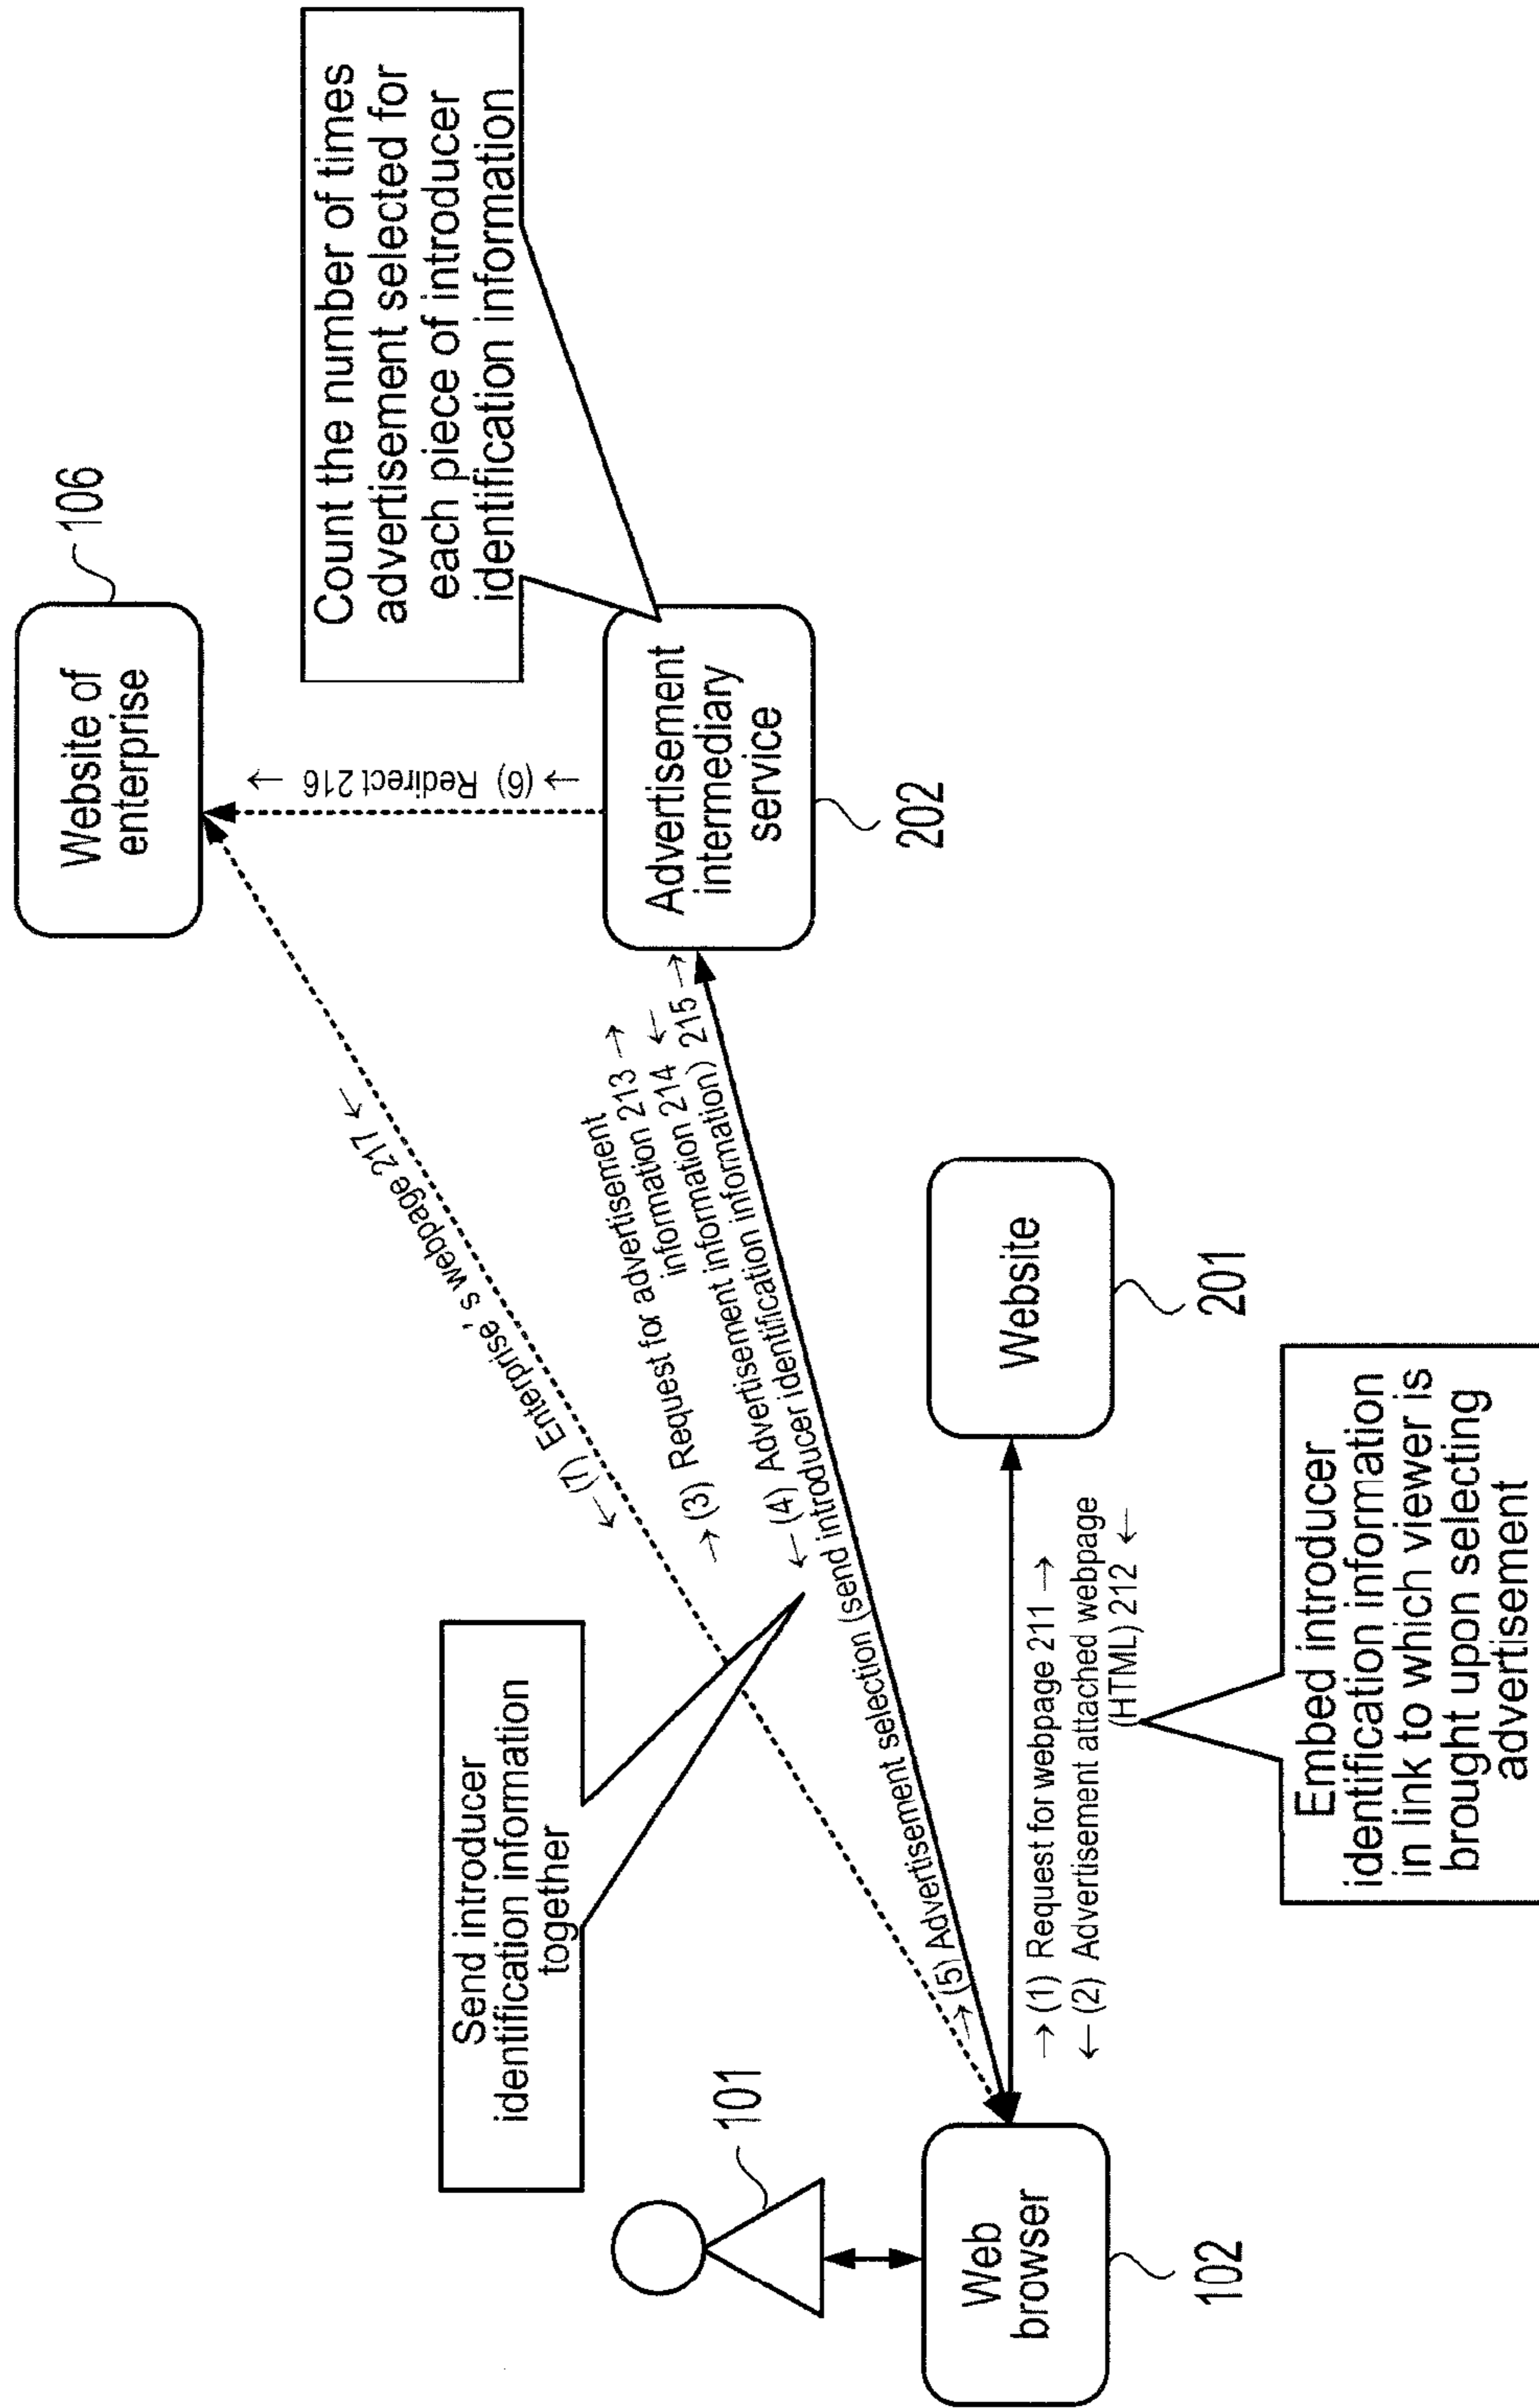 Website of
enterprise
106
Count the number of times
advertisement selected for
each piece of introducer
identification information
→ (6) Redirect 216 →
Advertisement
intermediary
service
202
← (7) Enterprise's webpage 217 ←
Send introducer
identification information
together
→ (3) Request for advertisement
information 213 →
← (4) Advertisement information 214 ←
→ (5) Advertisement selection (send introducer identification information) 215 →
101
Web
browser
102
→ (1) Request for webpage 211 →
← (2) Advertisement attached webpage
(HTML) 212 ←
Website
201
Embed introducer
identification information
in link to which viewer is
brought upon selecting
advertisement